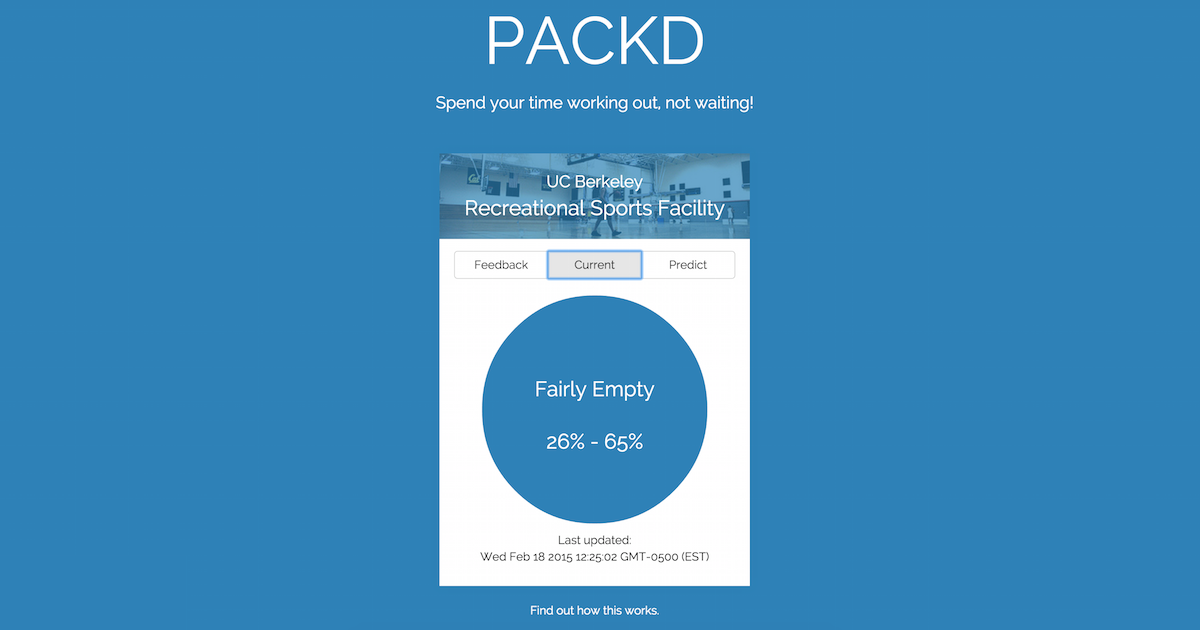 PACKD
Spend your time working out, not waiting!
UC Berkeley
Recreational Sports Facility
Feedback Current Predict
Fairly Empty
26% - 65%
Last updated:
Wed Feb 18 2015 12:25:02 GMT-0500 (EST)
Find out how this works.